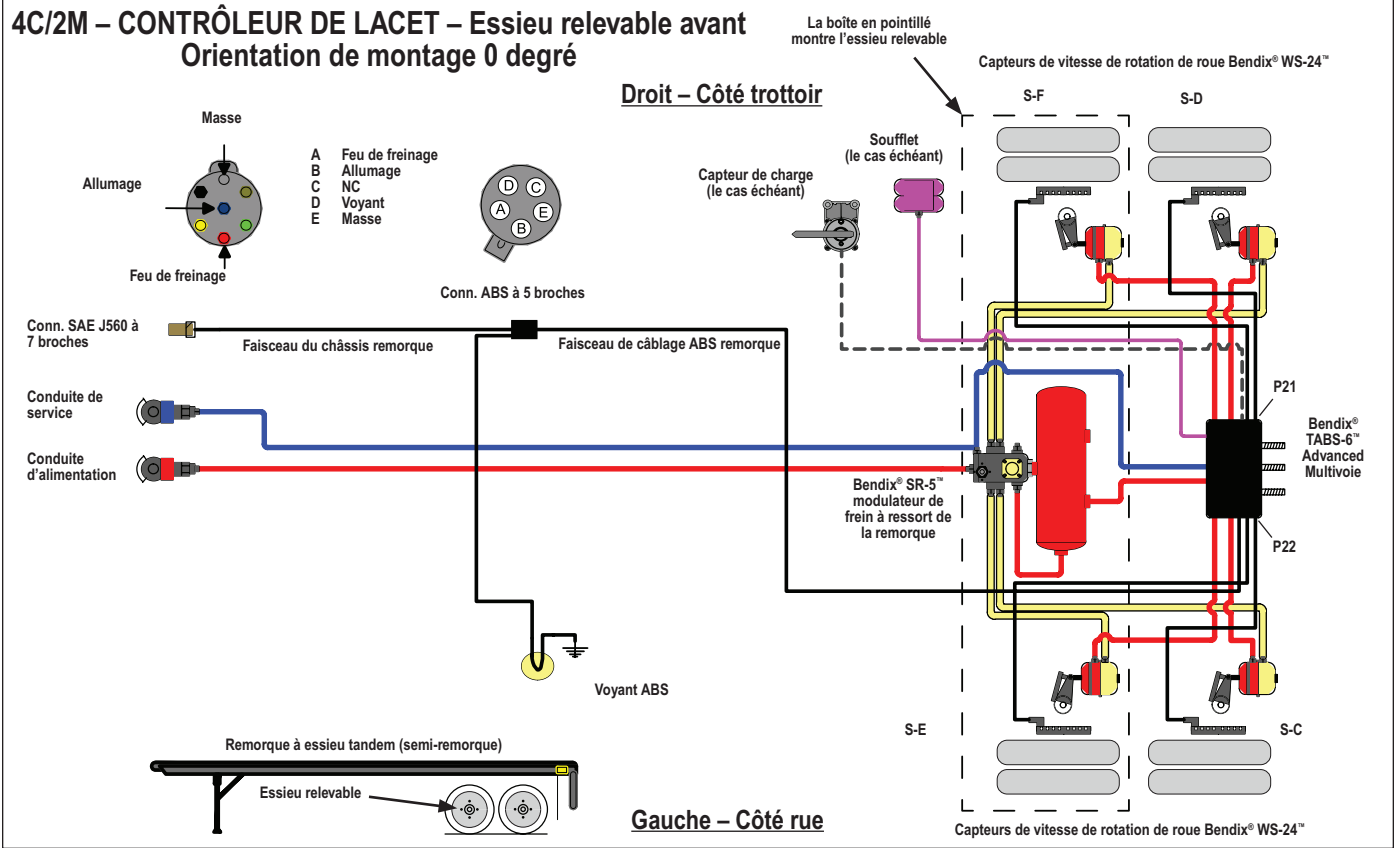 4C/2M – CONTRÔLEUR DE LACET – Essieu relevable avant
Orientation de montage 0 degré
La boîte en pointillé
montre l'essieu relevable
Capteurs de vitesse de rotation de roue Bendix® WS-24™
Droit – Côté trottoir
S-F
S-D
Masse
Allumage
Feu de freinage
A Feu de freinage
B Allumage
C NC
D Voyant
E Masse
D
C
A
E
B
Conn. ABS à 5 broches
Capteur de charge
(le cas échéant)
Soufflet
(le cas échéant)
Conn. SAE J560 à
7 broches
Faisceau du châssis remorque
Faisceau de câblage ABS remorque
Conduite de
service
Conduite
d'alimentation
P21
Bendix®
TABS-6™
Advanced
Multivoie
P22
Bendix® SR-5™
modulateur de
frein à ressort de
la remorque
Voyant ABS
S-E
S-C
Remorque à essieu tandem (semi-remorque)
Essieu relevable
Gauche – Côté rue
Capteurs de vitesse de rotation de roue Bendix® WS-24™